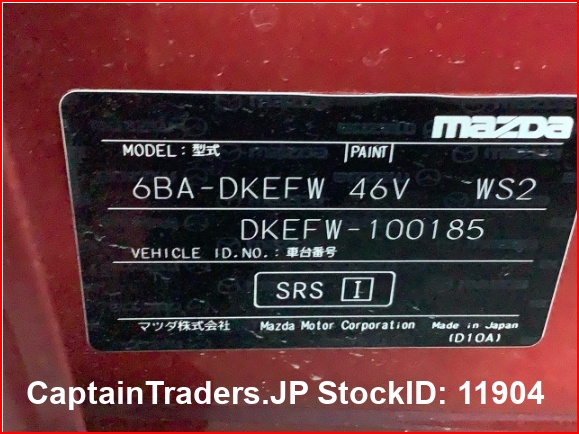 mazda
MODEL：型式 PAINT
6BA-DKEFW 46V WS2
DKEFW-100185
VEHICLE ID.NO.：車台番号
SRS I
マツダ株式会社 Mazda Motor Corporation Made in Japan
(D10A)
CaptainTraders.JP StockID: 11904